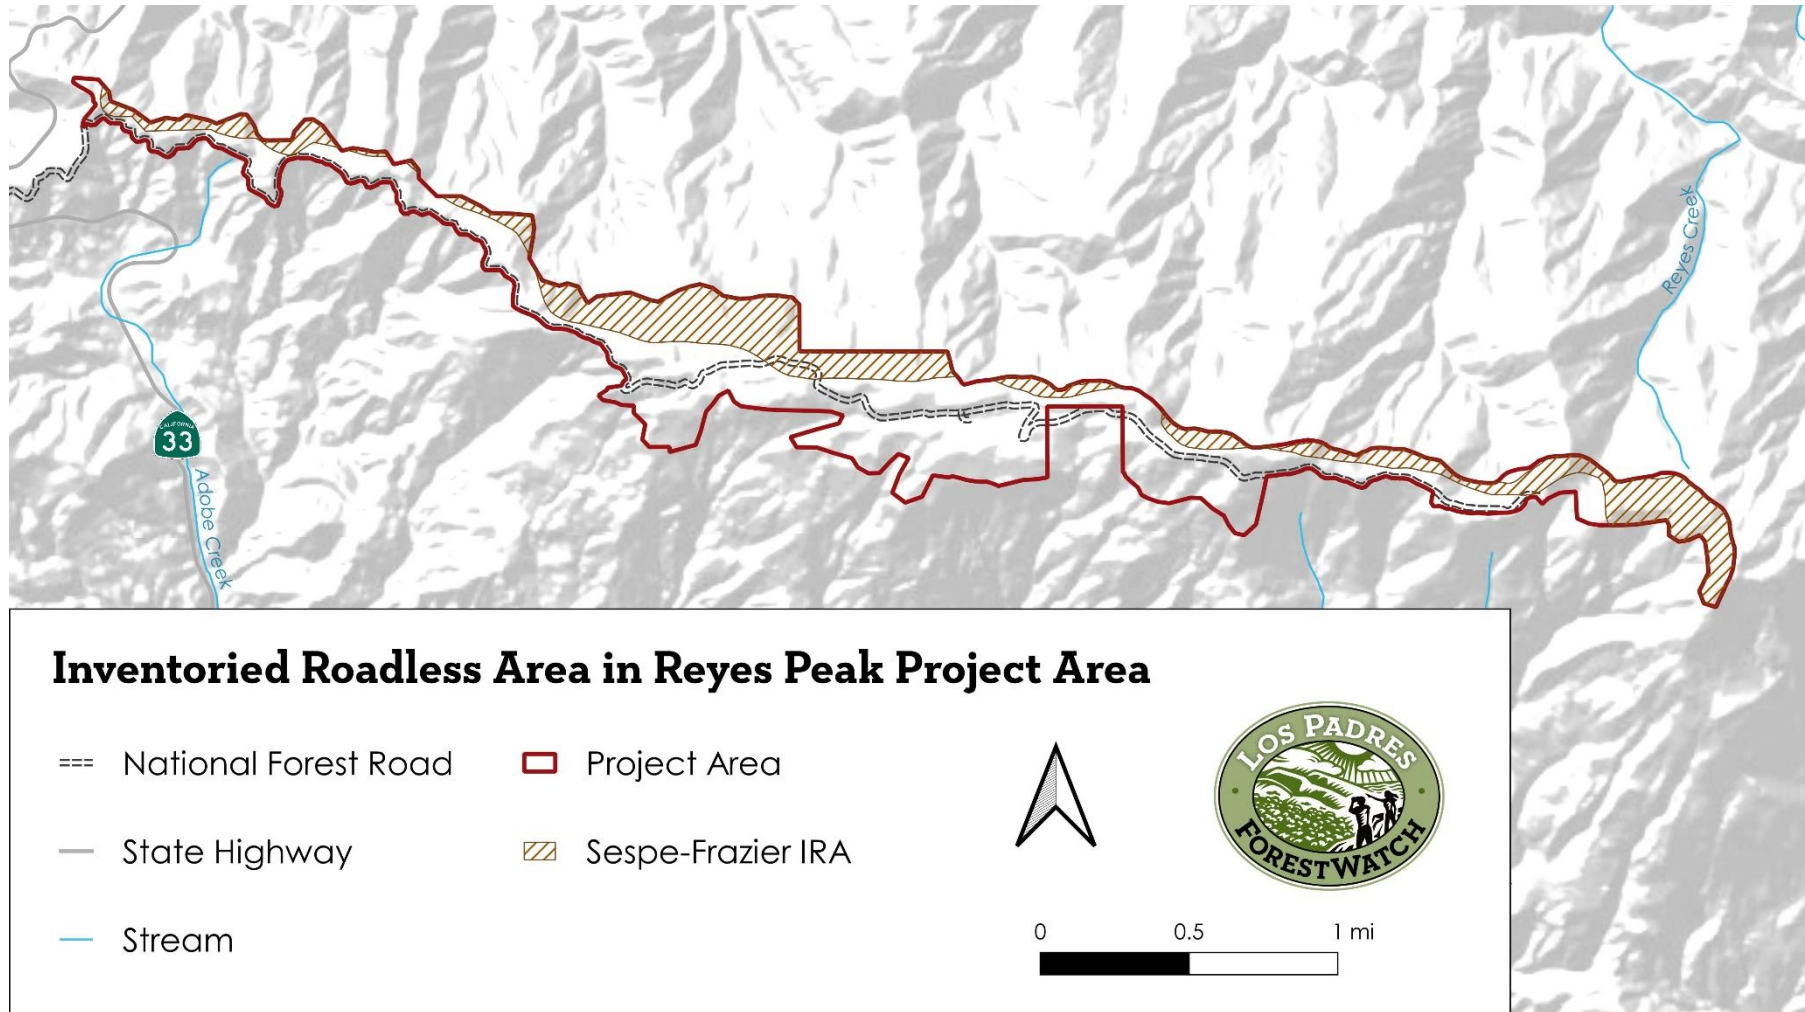 Reyes Creek
CALIFORNIA
33
Adobe Creek
Inventoried Roadless Area in Reyes Peak Project Area
National Forest Road
Project Area
State Highway
Sespe-Frazier IRA
Stream
LOS PADRES
FORESTWATCH
0 0.5 1 mi